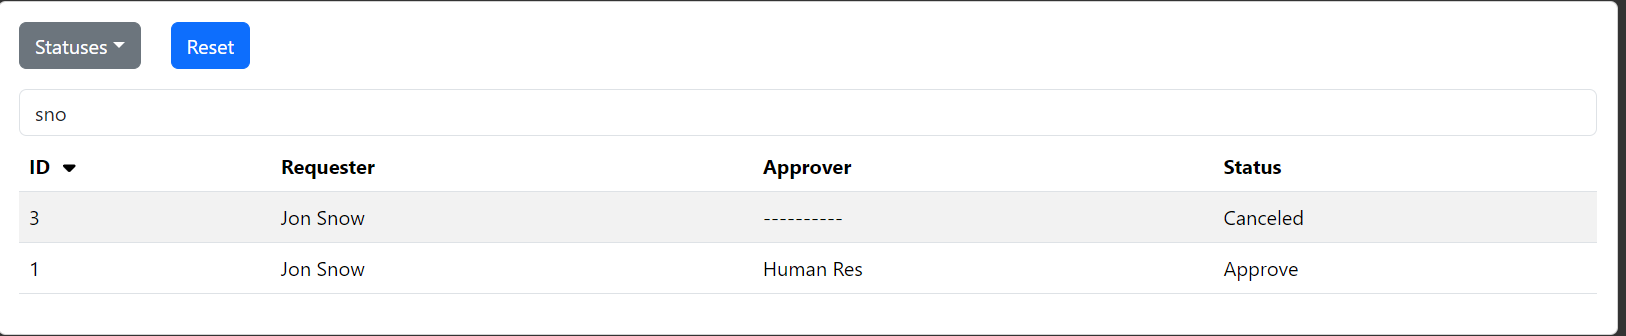 Statuses Reset
sno
ID Requester Approver Status
3 Jon Snow ---------- Canceled
1 Jon Snow Human Res Approve